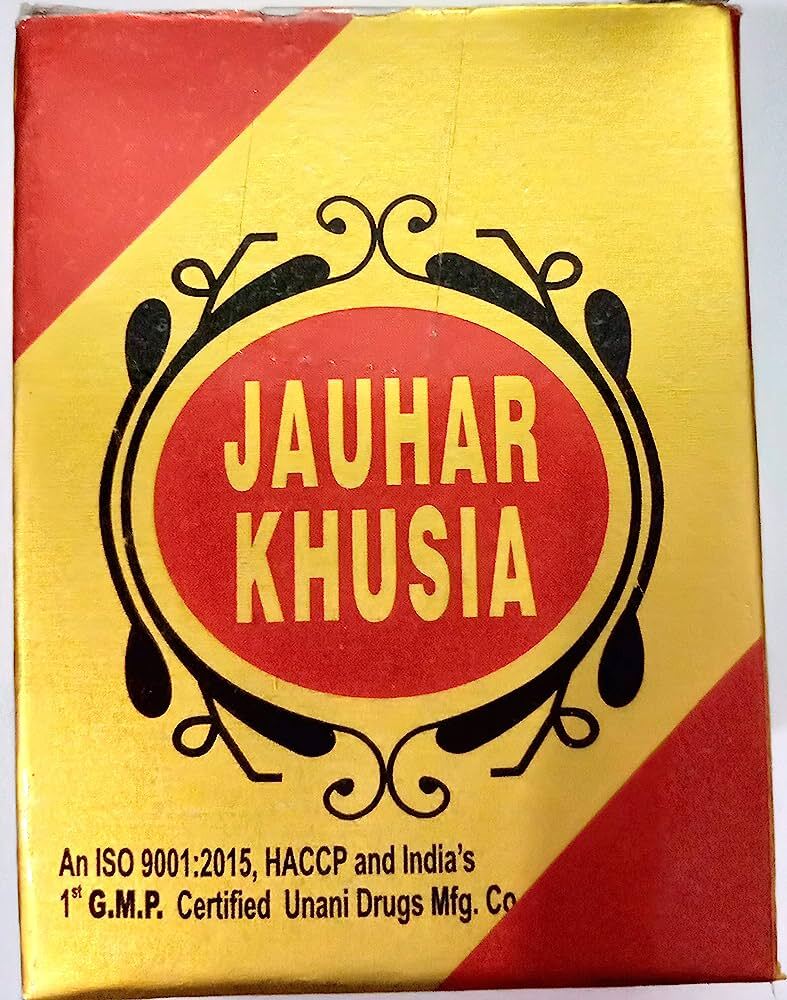 JAUHAR
KHUSIA
An ISO 9001:2015, HACCP and India's
1st G.M.P. Certified Unani Drugs Mfg. Co